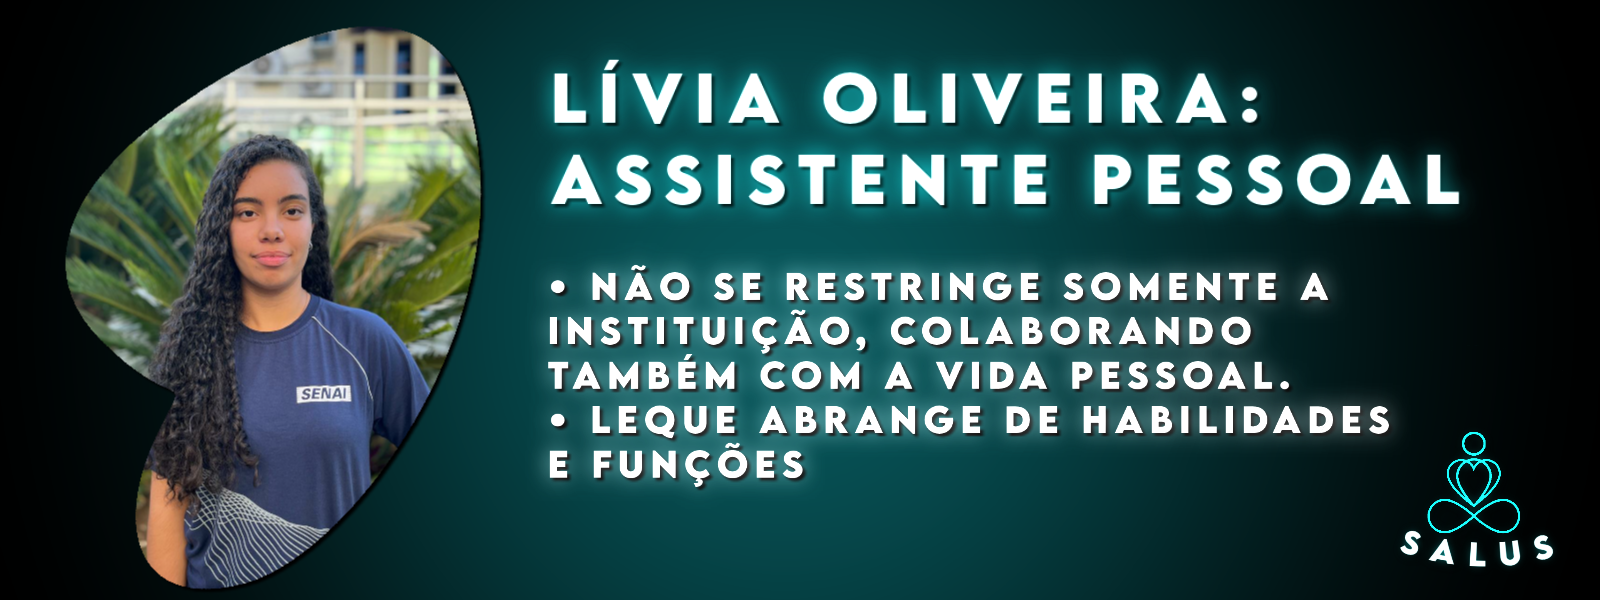 LÍVIA OLIVEIRA:
ASSISTENTE PESSOAL
• NÃO SE RESTRINGE SOMENTE A
INSTITUIÇÃO, COLABORANDO
TAMBÉM COM A VIDA PESSOAL.
• LEQUE ABRANGE DE HABILIDADES
E FUNÇÕES
SENAI
SALUS